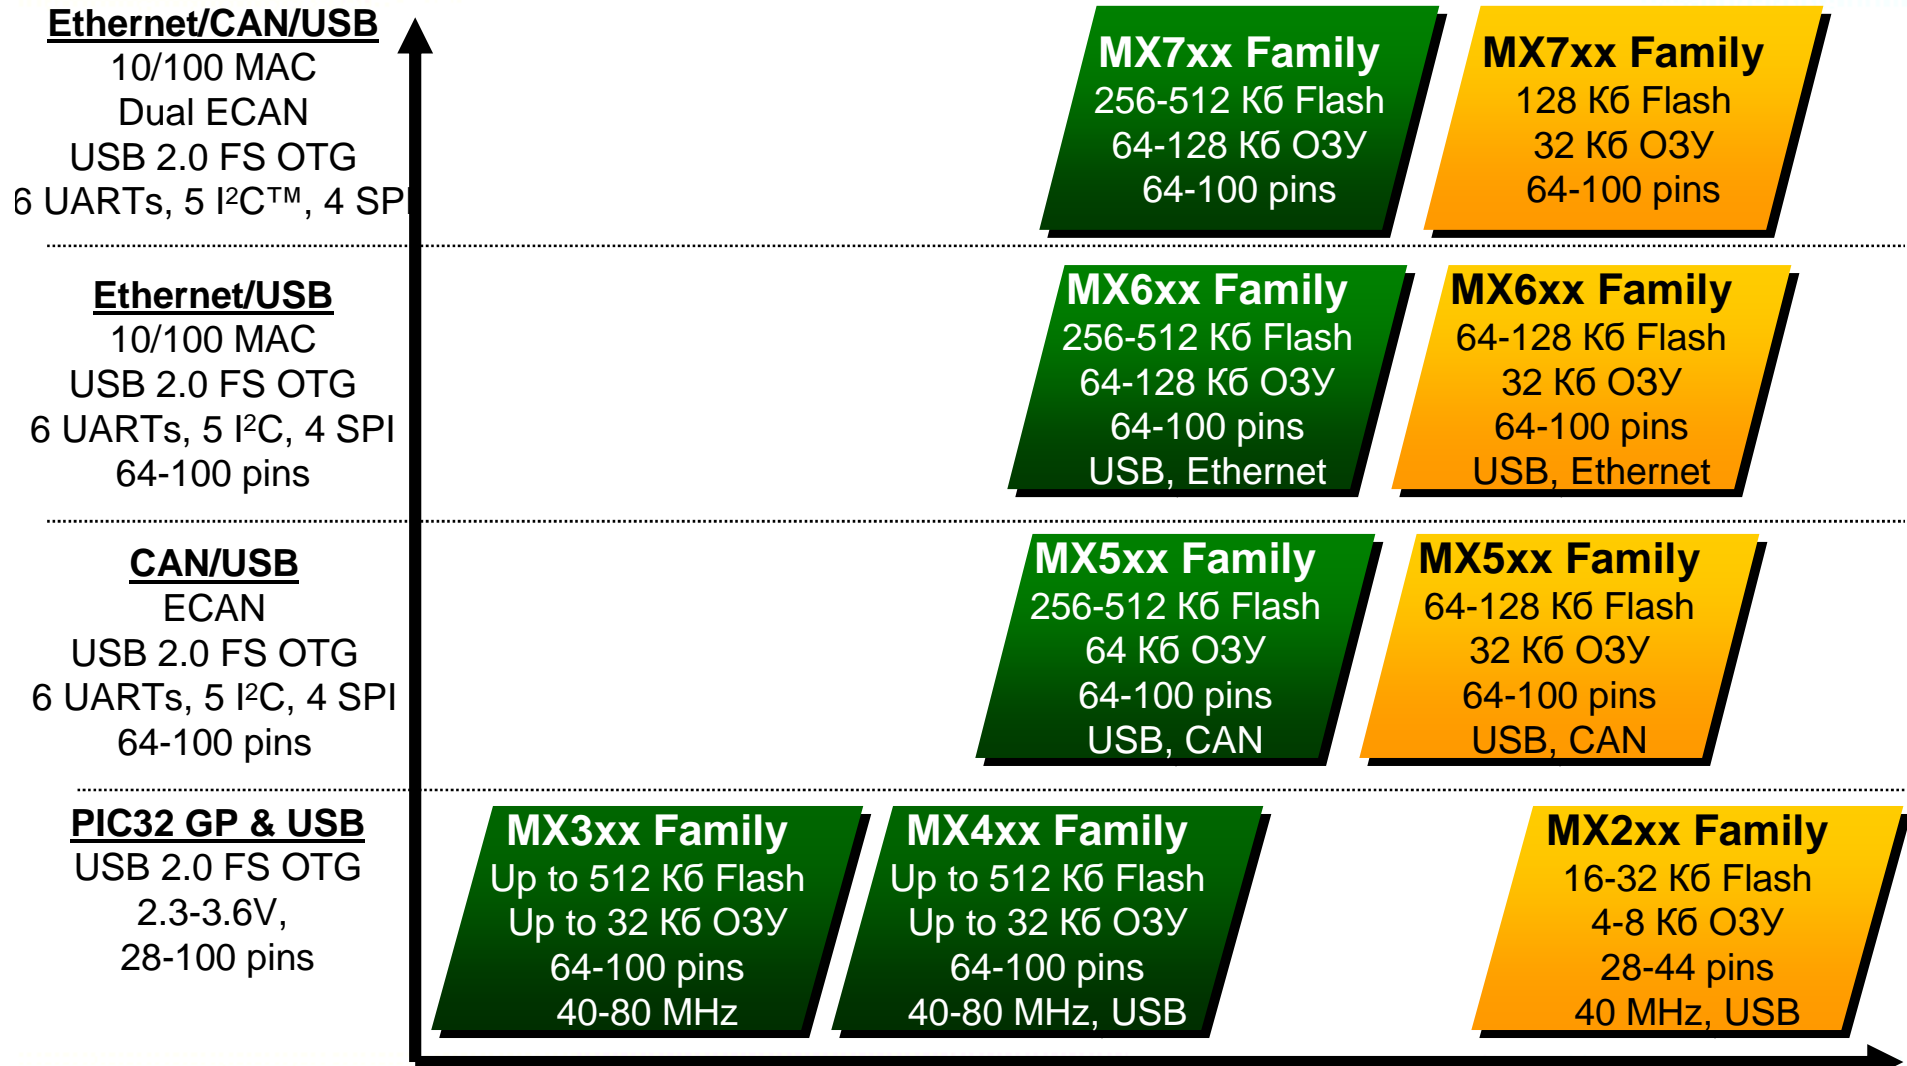 Ethernet/CAN/USB
10/100 MAC
Dual ECAN
USB 2.0 FS OTG
6 UARTs, 5 I²C™, 4 SPI
MX7xx Family
256-512 Кб Flash
64-128 Кб ОЗУ
64-100 pins
MX7xx Family
128 Кб Flash
32 Кб ОЗУ
64-100 pins
Ethernet/USB
10/100 MAC
USB 2.0 FS OTG
6 UARTs, 5 I²C, 4 SPI
64-100 pins
MX6xx Family
256-512 Кб Flash
64-128 Кб ОЗУ
64-100 pins
USB, Ethernet
MX6xx Family
64-128 Кб Flash
32 Кб ОЗУ
64-100 pins
USB, Ethernet
CAN/USB
ECAN
USB 2.0 FS OTG
6 UARTs, 5 I²C, 4 SPI
64-100 pins
MX5xx Family
256-512 Кб Flash
64 Кб ОЗУ
64-100 pins
USB, CAN
MX5xx Family
64-128 Кб Flash
32 Кб ОЗУ
64-100 pins
USB, CAN
PIC32 GP & USB
USB 2.0 FS OTG
2.3-3.6V,
28-100 pins
MX3xx Family
Up to 512 Кб Flash
Up to 32 Кб ОЗУ
64-100 pins
40-80 MHz
MX4xx Family
Up to 512 Кб Flash
Up to 32 Кб ОЗУ
64-100 pins
40-80 MHz, USB
MX2xx Family
16-32 Кб Flash
4-8 Кб ОЗУ
28-44 pins
40 MHz, USB